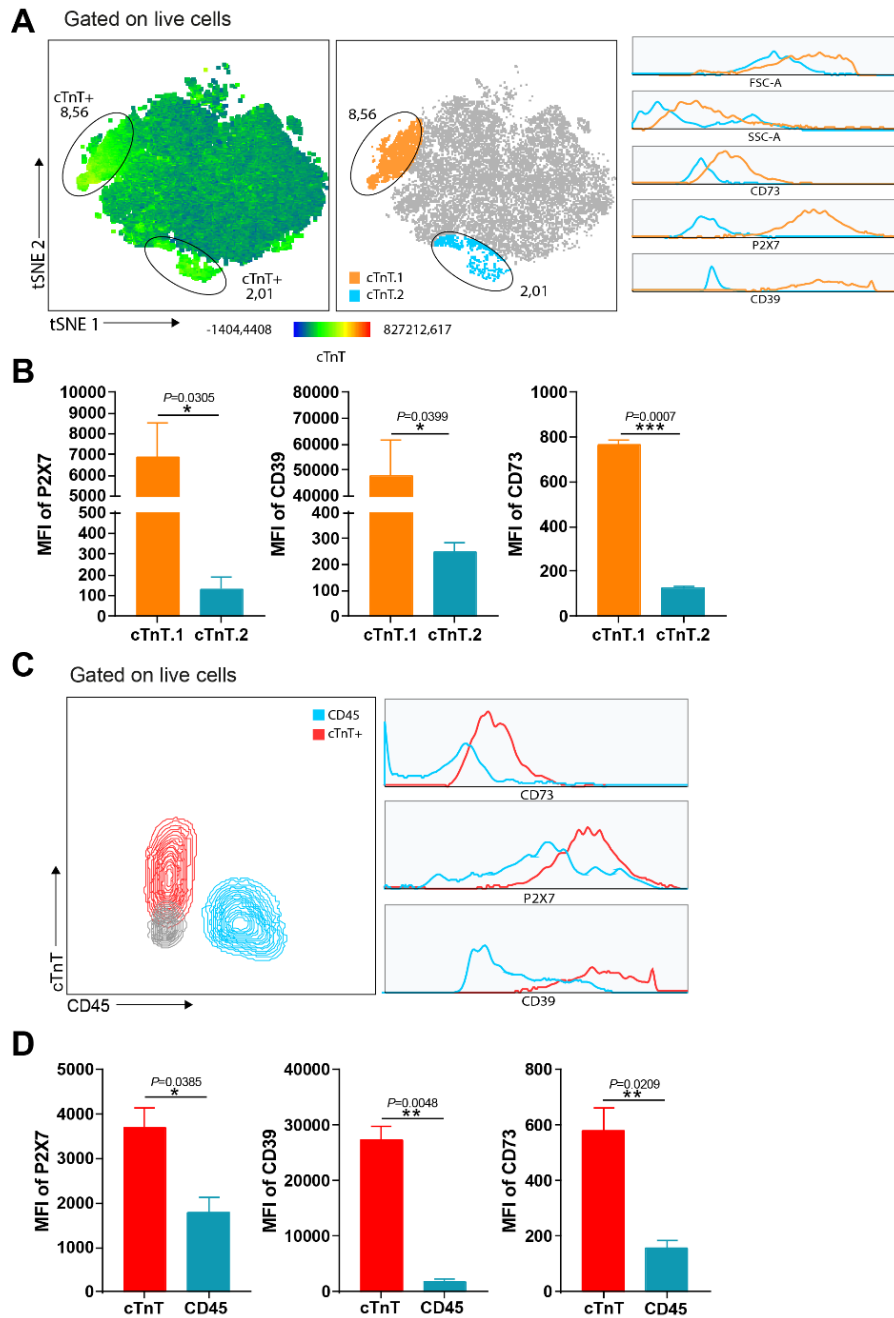 A
Gated on live cells
cTnT+
8,56
cTnT+
2,01
tSNE 2
tSNE 1
-1404,4408
827212,617
cTnT
8,56
cTnT.1
cTnT.2
2,01
FSC-A
SSC-A
CD73
P2X7
CD39
B
MFI of P2X7
10000
9000
8000
7000
6000
5000
500
400
300
200
100
0
P=0.0305
*
cTnT.1 cTnT.2
MFI of CD39
80000
70000
60000
50000
40000
500
400
300
200
100
0
P=0.0399
*
cTnT.1 cTnT.2
MFI of CD73
1000
800
600
400
200
0
P=0.0007
***
cTnT.1 cTnT.2
C
Gated on live cells
CD45
cTnT+
cTnT
CD45
CD73
P2X7
CD39
D
MFI of P2X7
5000
4000
3000
2000
1000
0
P=0.0385
*
cTnT CD45
MFI of CD39
40000
30000
20000
10000
0
P=0.0048
**
cTnT CD45
MFI of CD73
800
600
400
200
0
P=0.0209
**
cTnT CD45